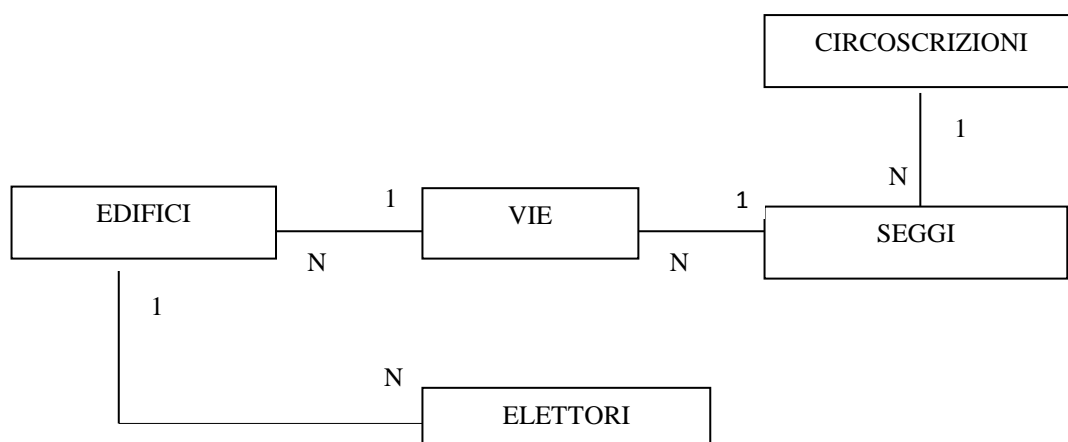 CIRCOSCRIZIONI
1
N
EDIFICI
1
VIE
1
SEGGI
N
N
1
N
ELETTORI